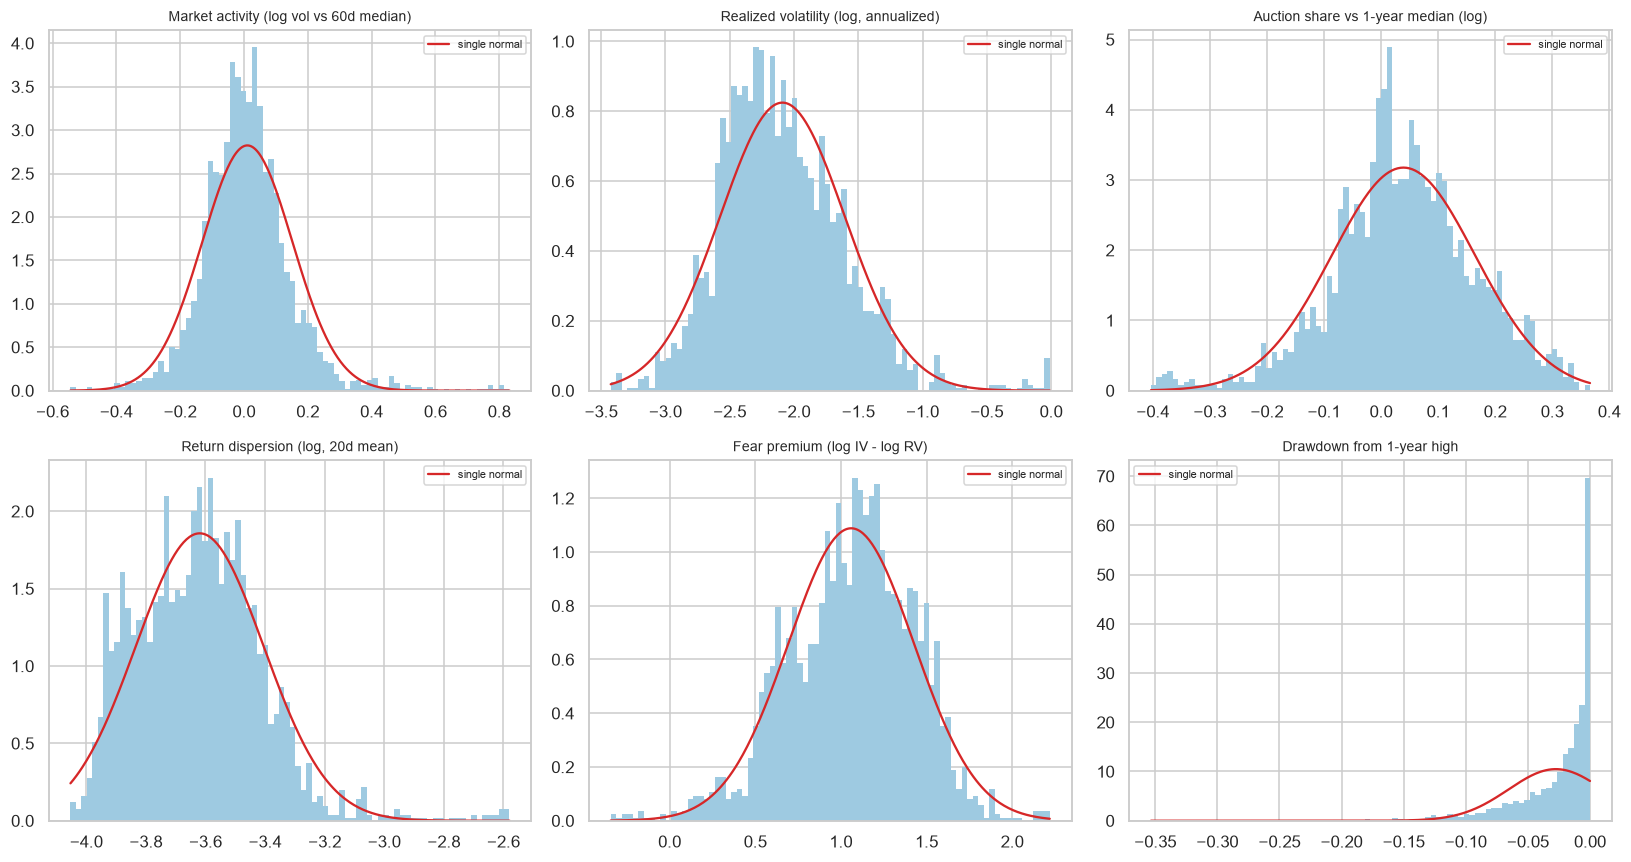 Market activity (log vol vs 60d median)
single normal
4.0
3.5
3.0
2.5
2.0
1.5
1.0
0.5
0.0
−0.6 −0.4 −0.2 0.0 0.2 0.4 0.6 0.8
Realized volatility (log, annualized)
single normal
1.0
0.8
0.6
0.4
0.2
0.0
−3.5 −3.0 −2.5 −2.0 −1.5 −1.0 −0.5 0.0
Auction share vs 1-year median (log)
single normal
5
4
3
2
1
0
−0.4 −0.3 −0.2 −0.1 0.0 0.1 0.2 0.3 0.4
Return dispersion (log, 20d mean)
single normal
2.0
1.5
1.0
0.5
0.0
−4.0 −3.8 −3.6 −3.4 −3.2 −3.0 −2.8 −2.6
Fear premium (log IV - log RV)
single normal
1.2
1.0
0.8
0.6
0.4
0.2
0.0
0.0 0.5 1.0 1.5 2.0
Drawdown from 1-year high
single normal
70
60
50
40
30
20
10
0
−0.35 −0.30 −0.25 −0.20 −0.15 −0.10 −0.05 0.00